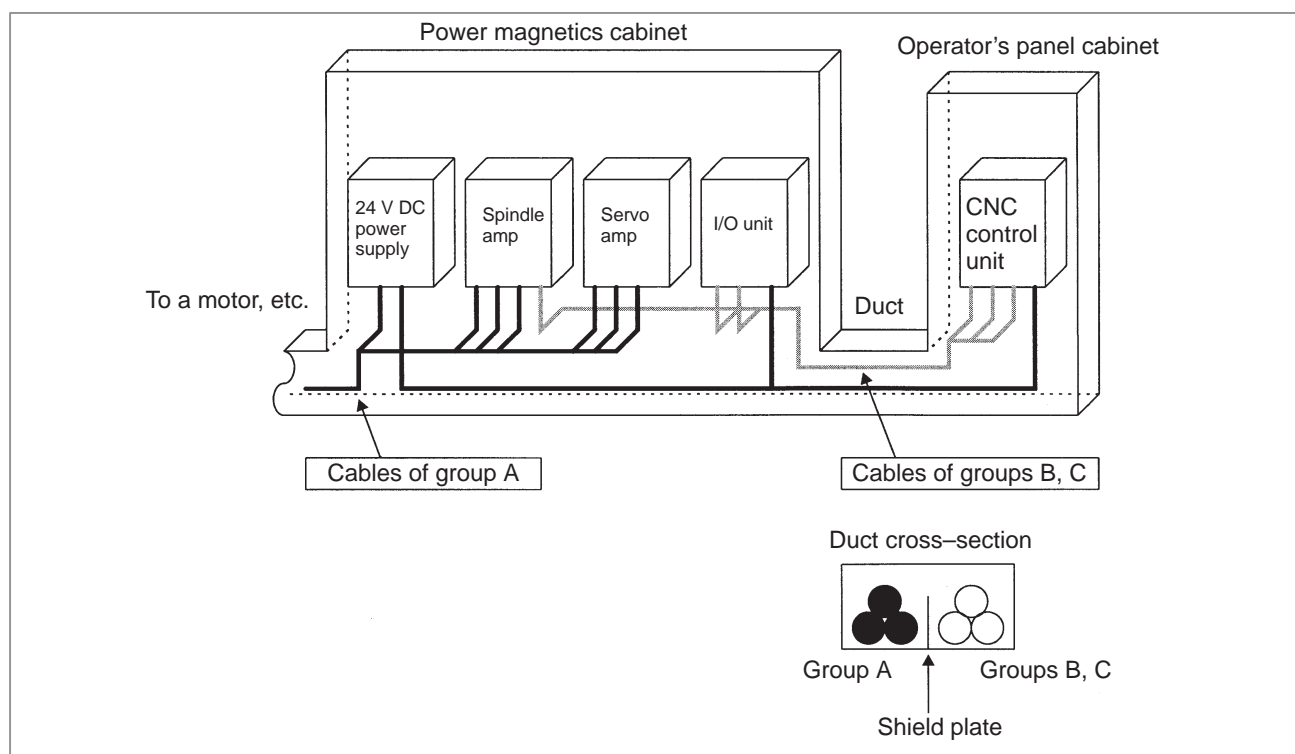 Power magnetics cabinet
Operator’s panel cabinet
24 V DC
power
supply
Spindle
amp
Servo
amp
I/O unit
CNC
control
unit
To a motor, etc.
Duct
Cables of group A
Cables of groups B, C
Duct cross–section
Group A
Groups B, C
Shield plate